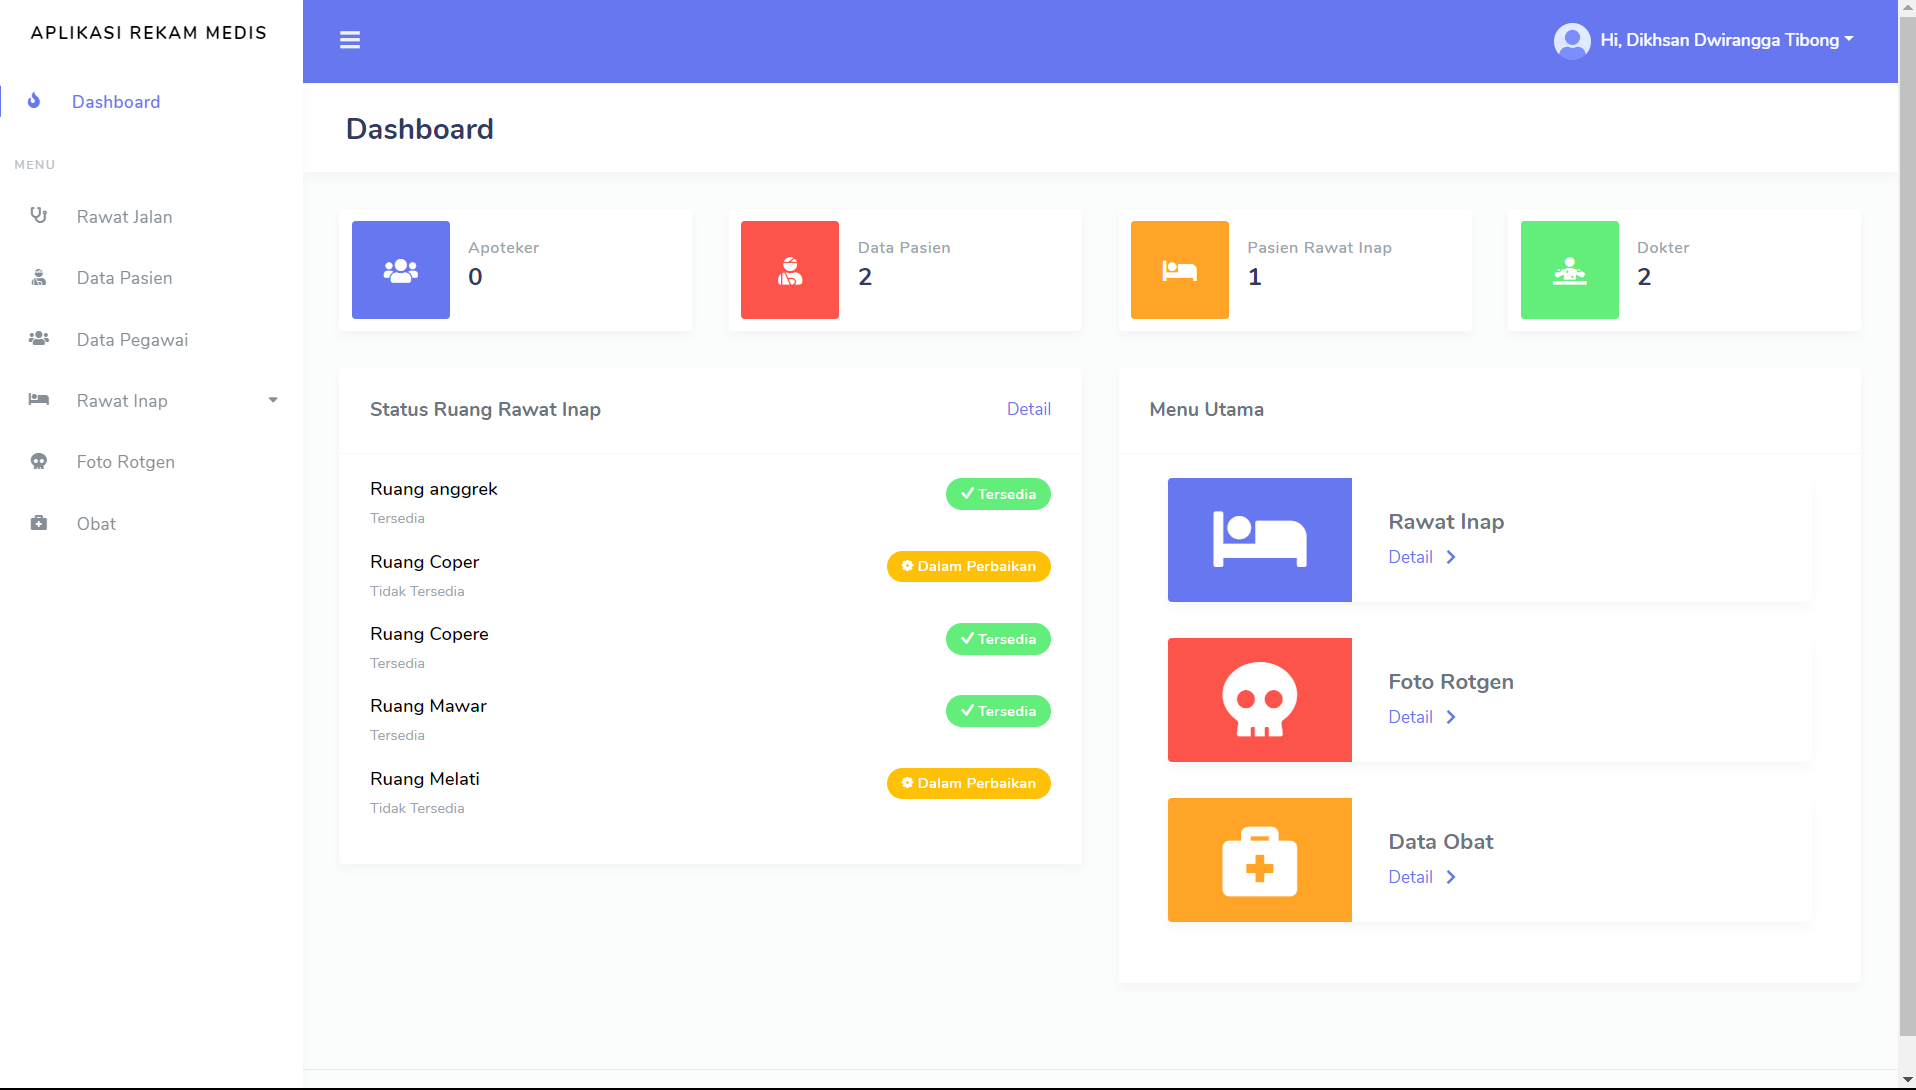 APLIKASI REKAM MEDIS
Hi, Dikhsan Dwirangga Tibong
Dashboard
MENU
Rawat Jalan
Data Pasien
Data Pegawai
Rawat Inap
Foto Rotgen
Obat
Dashboard
Apoteker
0
Data Pasien
2
Pasien Rawat Inap
1
Dokter
2
Status Ruang Rawat Inap
Detail
Ruang anggrek
Tersedia
Tersedia
Ruang Coper
Dalam Perbaikan
Tidak Tersedia
Ruang Copere
Tersedia
Tersedia
Ruang Mawar
Tersedia
Tersedia
Ruang Melati
Dalam Perbaikan
Tidak Tersedia
Menu Utama
Rawat Inap
Detail
Foto Rotgen
Detail
Data Obat
Detail